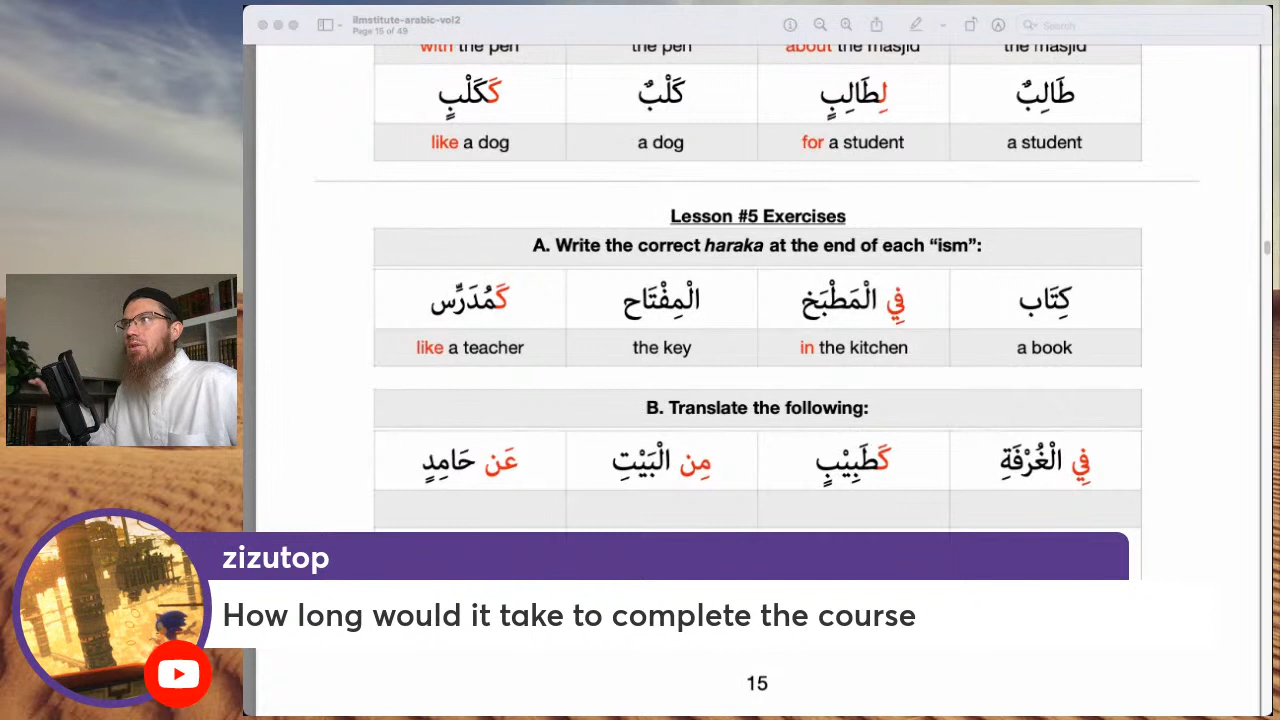 ilmstitute-arabic-vol2
Page 15 of 49
Search
with the pen the pen about the masjid the masjid
كَكَلْبٍ كَلْبٌ لِطَالِبٍ طَالِبٌ
like a dog a dog for a student a student
Lesson #5 Exercises
A. Write the correct haraka at the end of each “ism”:
كَمُدَرِّس الْمِفْتَاح فِي الْمَطْبَخ كِتَاب
like a teacher the key in the kitchen a book
B. Translate the following:
عَن حَامِدٍ مِن الْبَيْتِ كَطَبِيْبٍ فِي الْغُرْفَةِ
zizutop
How long would it take to complete the course
15